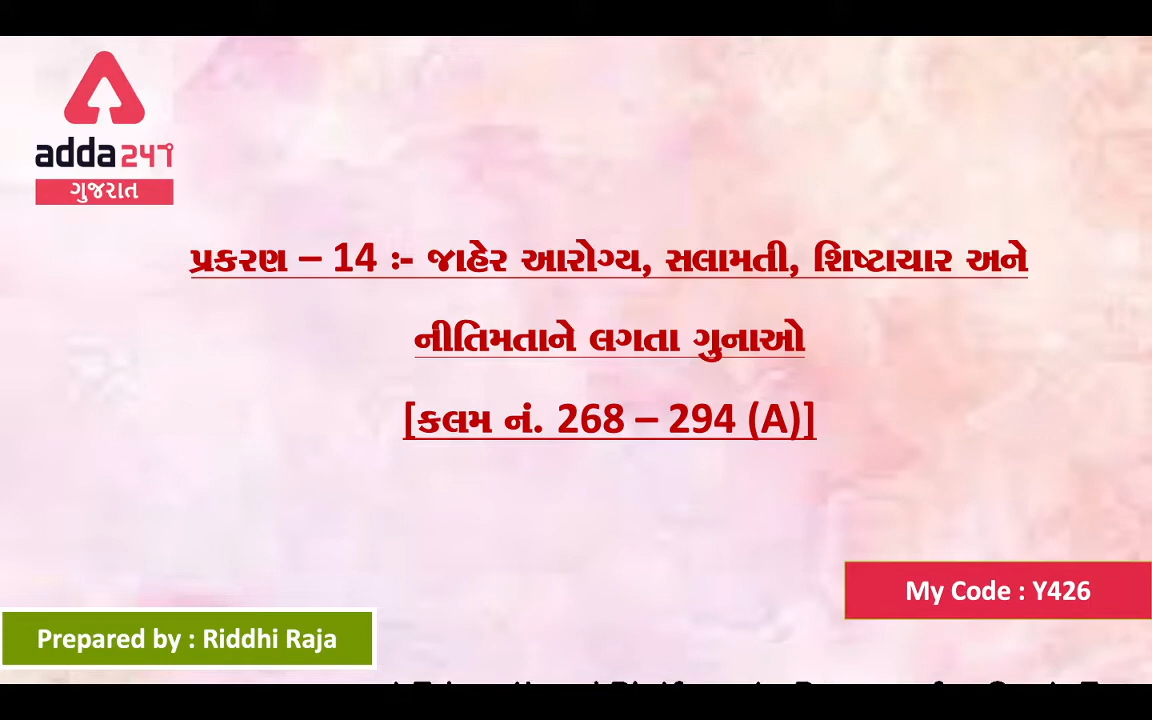 adda247
ગુજરાત
પ્રકરણ – 14 :- જાહેર આરોગ્ય, સલામતી, શિષ્ટાચાર અને
નીતિમતાને લગતા ગુનાઓ
[કલમ નં. 268 – 294 (A)]
My Code : Y426
Prepared by : Riddhi Raja